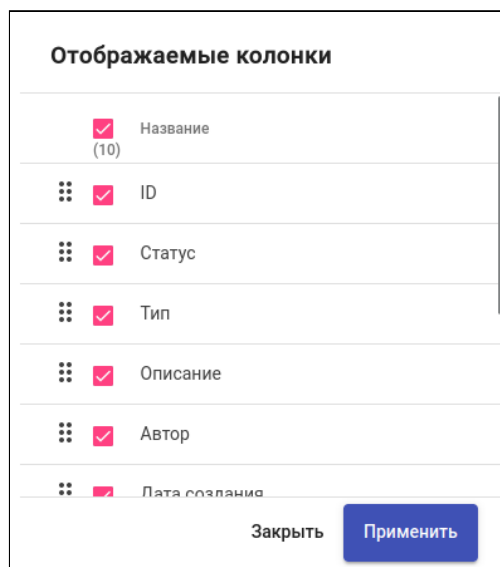 Отображаемые колонки
Название
(10)
ID
Статус
Тип
Описание
Автор
Дата создания
Закрыть
Применить